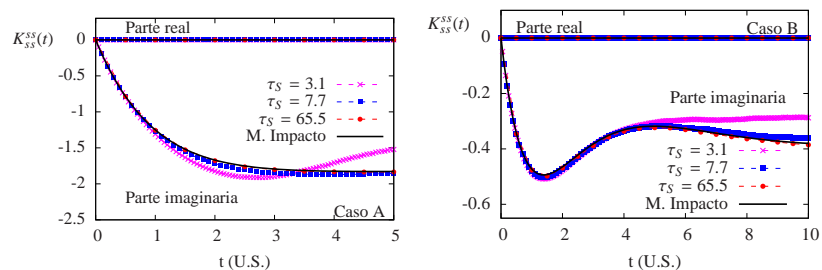 K_{ss}^{ss}(t)
Parte real
0
-0.5
-1
-1.5
-2
-2.5
τ_S = 3.1
τ_S = 7.7
τ_S = 65.5
M. Impacto
Parte imaginaria
Caso A
0 1 2 3 4 5
t (U.S.)
K_{ss}^{ss}(t)
Parte real
Caso B
0
-0.2
-0.4
-0.6
Parte imaginaria
τ_S = 3.1
τ_S = 7.7
τ_S = 65.5
M. Impacto
0 2 4 6 8 10
t (U.S.)